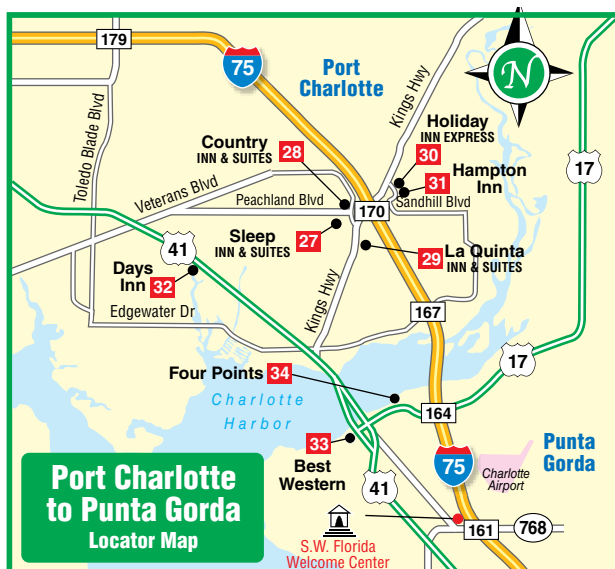 179
75
Port
Charlotte
Kings Hwy
N
Toledo Blade Blvd
Holiday
INN EXPRESS
30
Country
INN & SUITES
28
31
Hampton
Inn
17
Veterans Blvd
Peachland Blvd
170
Sandhill Blvd
41
Sleep
INN & SUITES
27
29
La Quinta
INN & SUITES
Days
Inn
32
Kings Hwy
Edgewater Dr
167
17
Four Points
34
Charlotte
Harbor
164
33
Best
Western
Punta
Gorda
75
Charlotte
Airport
41
Port Charlotte
to Punta Gorda
Locator Map
S.W. Florida
Welcome Center
161
768